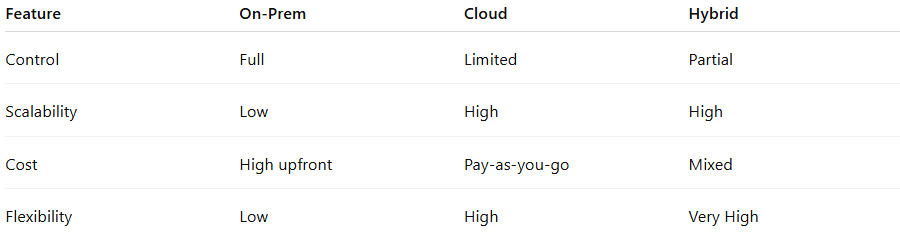 Feature On-Prem Cloud Hybrid
Control Full Limited Partial
Scalability Low High High
Cost High upfront Pay-as-you-go Mixed
Flexibility Low High Very High